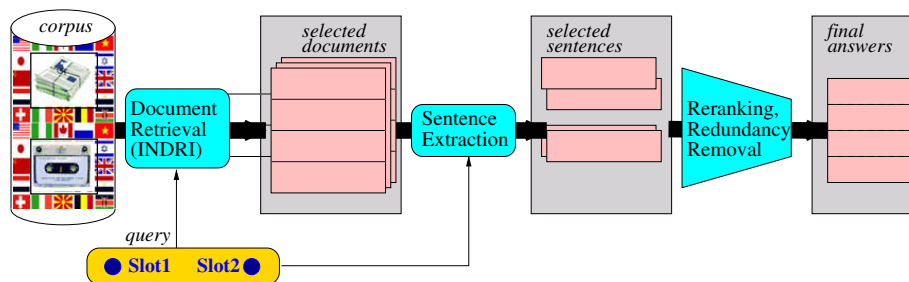 corpus
Document
Retrieval
(INDRI)
selected
documents
Sentence
Extraction
selected
sentences
Reranking,
Redundancy
Removal
final
answers
query
Slot1 Slot2